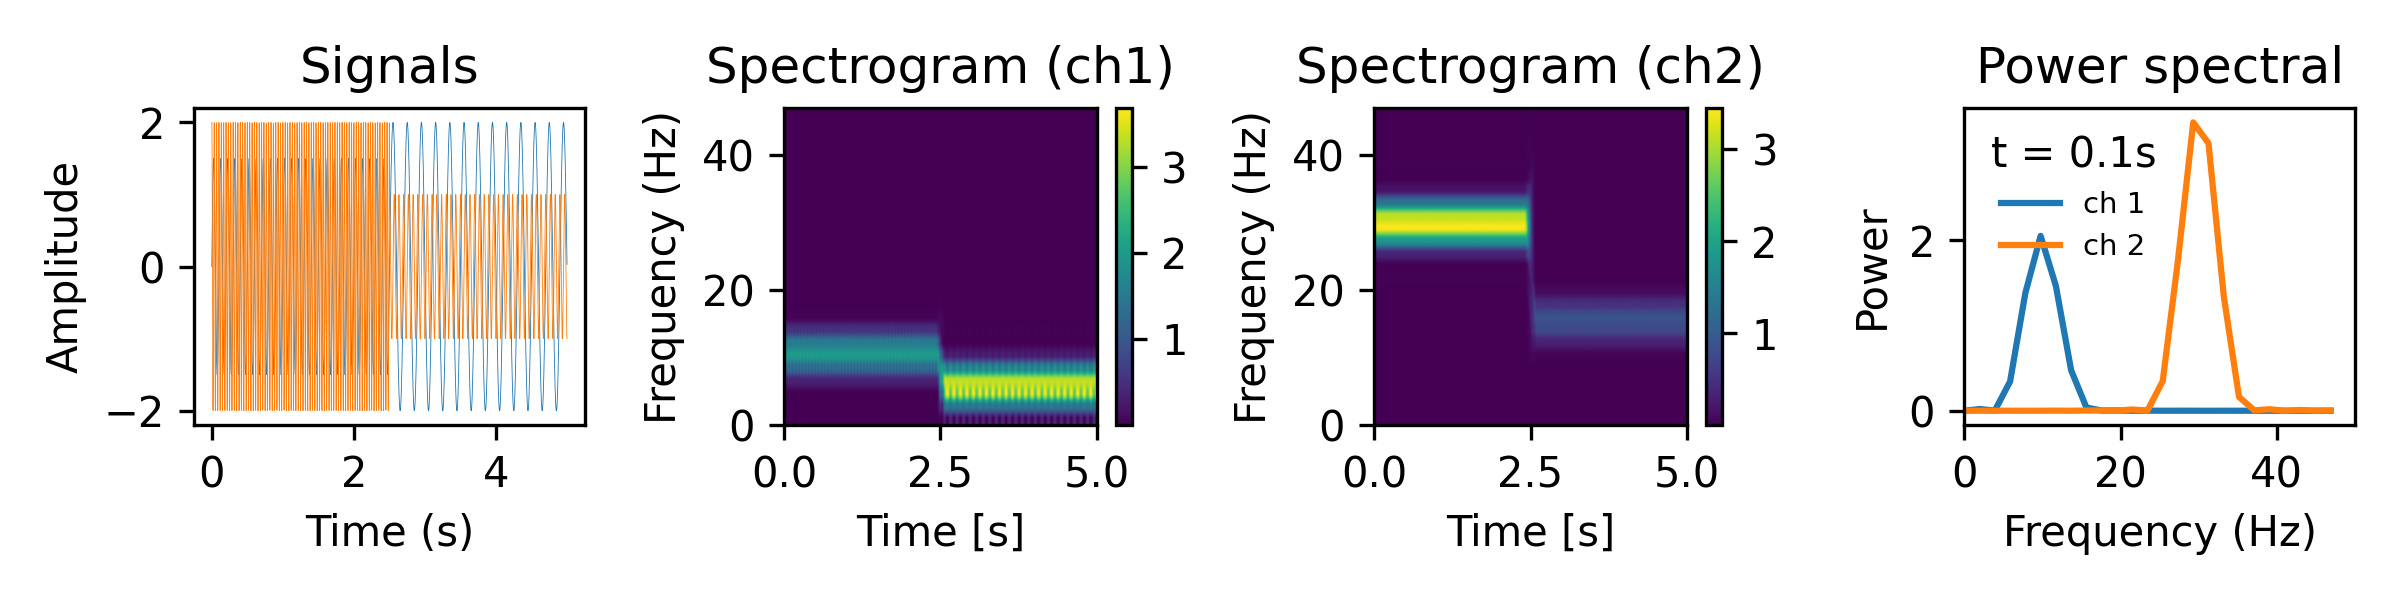 Signals
Amplitude
2
0
−2
0
2
4
Time (s)
Spectrogram (ch1)
Frequency (Hz)
40
20
0
0.0
2.5
5.0
Time [s]
3
2
1
Spectrogram (ch2)
Frequency (Hz)
40
20
0
0.0
2.5
5.0
Time [s]
3
2
1
Power spectral
Power
2
0
t = 0.1s
ch 1
ch 2
0
20
40
Frequency (Hz)